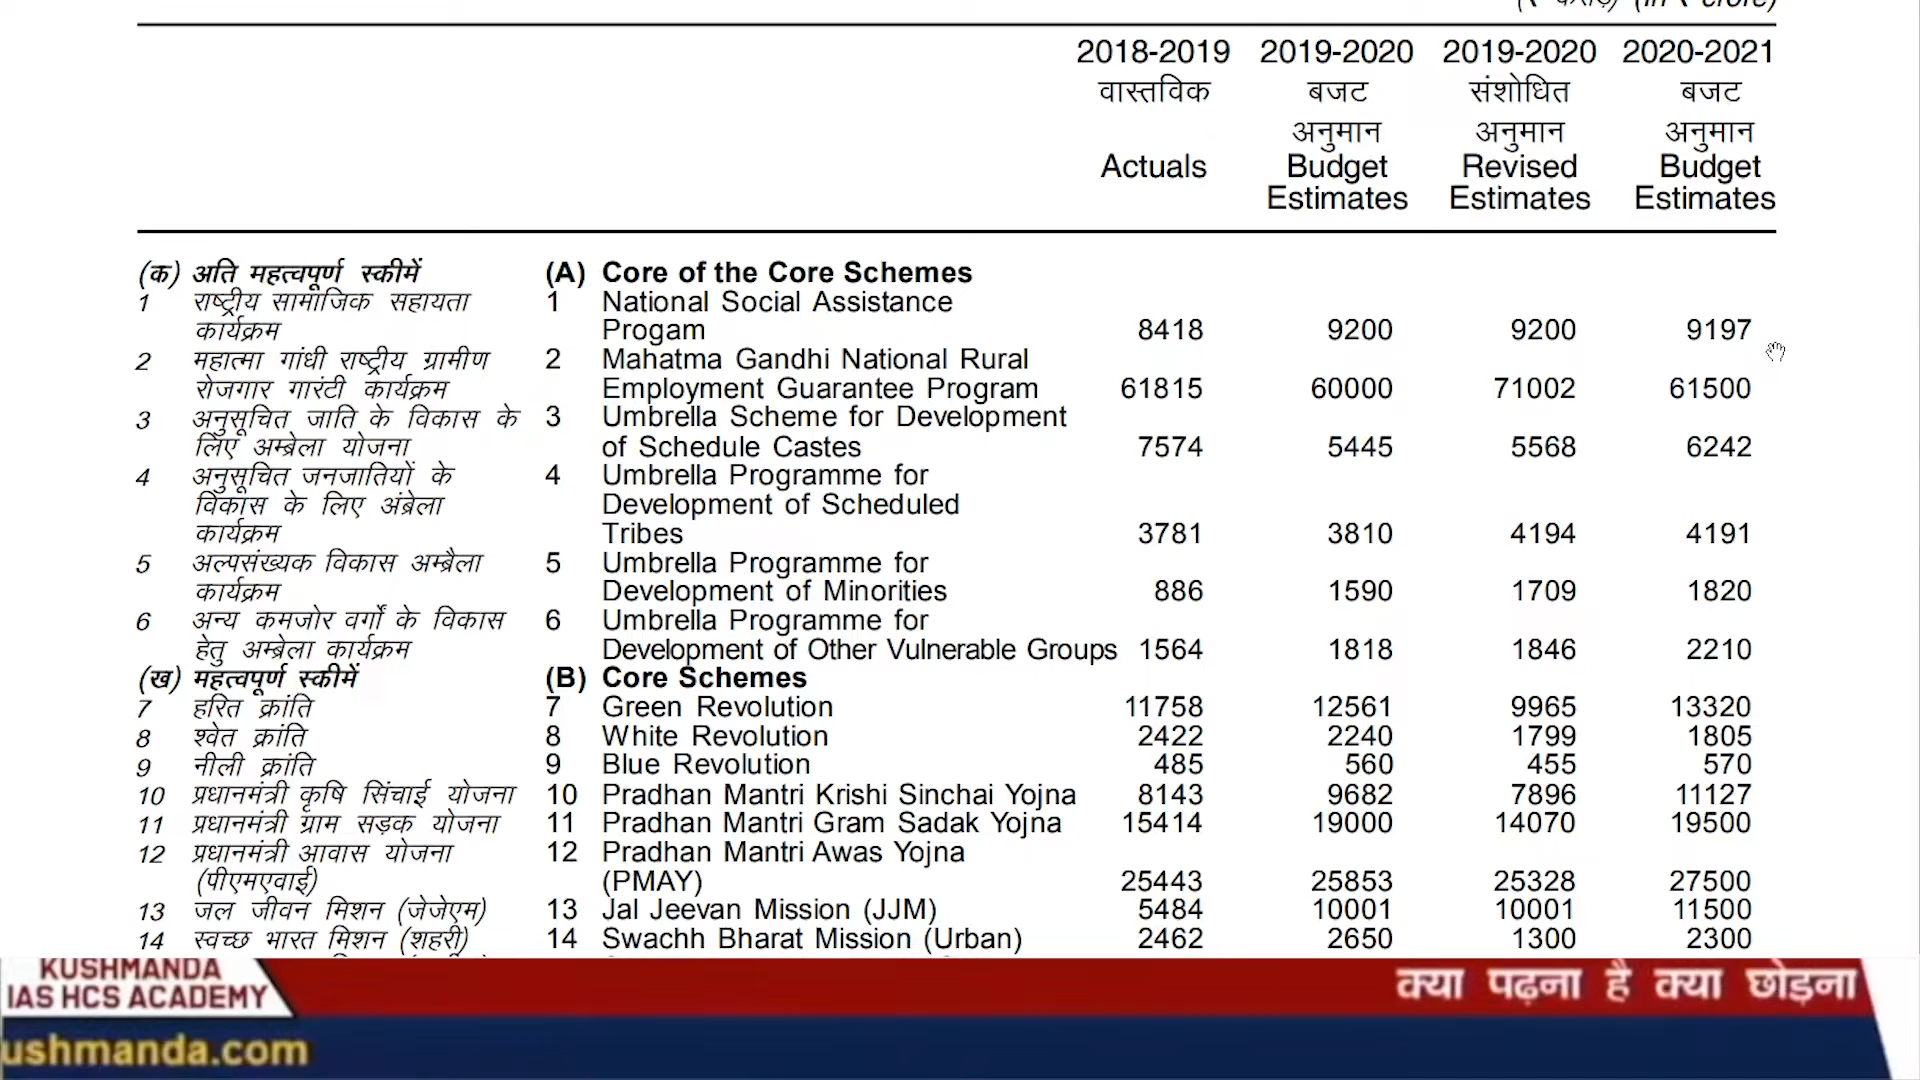 (₹ करोड़) (in ₹ crore)
2018-2019 2019-2020 2019-2020 2020-2021
वास्तविक बजट संशोधित बजट
अनुमान अनुमान अनुमान
Actuals Budget Revised Budget
Estimates Estimates Estimates
(क) अति महत्वपूर्ण स्कीमें (A) Core of the Core Schemes
1 राष्ट्रीय सामाजिक सहायता 1 National Social Assistance
कार्यक्रम Progam 8418 9200 9200 9197
2 महात्मा गांधी राष्ट्रीय ग्रामीण 2 Mahatma Gandhi National Rural
रोजगार गारंटी कार्यक्रम Employment Guarantee Program 61815 60000 71002 61500
3 अनुसूचित जाति के विकास के 3 Umbrella Scheme for Development
लिए अम्ब्रेला योजना of Schedule Castes 7574 5445 5568 6242
4 अनुसूचित जनजातियों के 4 Umbrella Programme for
विकास के लिए अंब्रेला Development of Scheduled
कार्यक्रम Tribes 3781 3810 4194 4191
5 अल्पसंख्यक विकास अम्ब्रैला 5 Umbrella Programme for
कार्यक्रम Development of Minorities 886 1590 1709 1820
6 अन्य कमजोर वर्गों के विकास 6 Umbrella Programme for
हेतु अम्ब्रेला कार्यक्रम Development of Other Vulnerable Groups 1564 1818 1846 2210
(ख) महत्वपूर्ण स्कीमें (B) Core Schemes
7 हरित क्रांति 7 Green Revolution 11758 12561 9965 13320
8 श्वेत क्रांति 8 White Revolution 2422 2240 1799 1805
9 नीली क्रांति 9 Blue Revolution 485 560 455 570
10 प्रधानमंत्री कृषि सिंचाई योजना 10 Pradhan Mantri Krishi Sinchai Yojna 8143 9682 7896 11127
11 प्रधानमंत्री ग्राम सड़क योजना 11 Pradhan Mantri Gram Sadak Yojna 15414 19000 14070 19500
12 प्रधानमंत्री आवास योजना 12 Pradhan Mantri Awas Yojna
(पीएमएवाई) (PMAY) 25443 25853 25328 27500
13 जल जीवन मिशन (जेजेएम) 13 Jal Jeevan Mission (JJM) 5484 10001 10001 11500
14 स्वच्छ भारत मिशन (शहरी) 14 Swachh Bharat Mission (Urban) 2462 2650 1300 2300
KUSHMANDA
IAS HCS ACADEMY
क्या पढ़ना है क्या छोड़ना
ushmanda.com